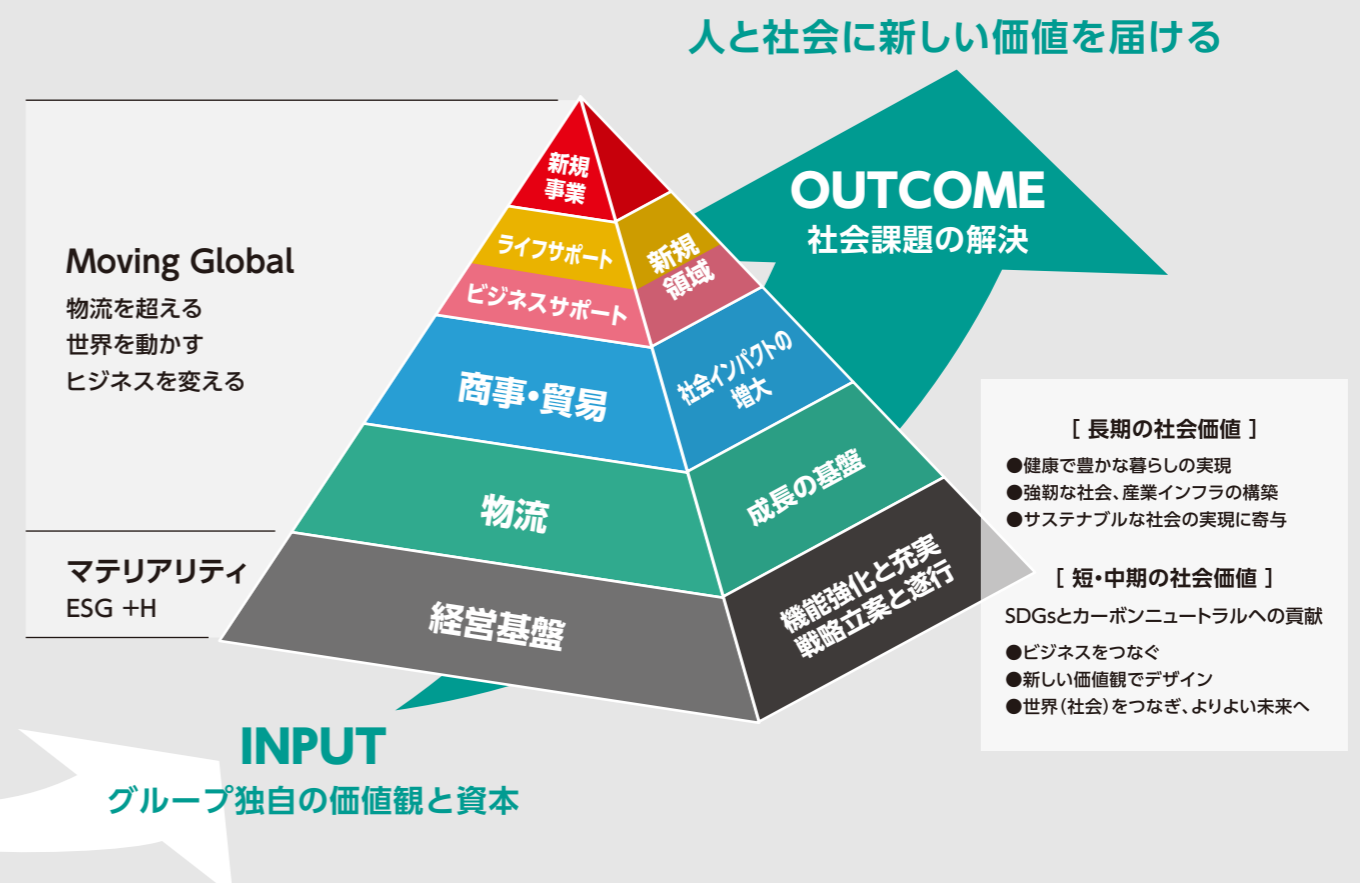 人と社会に新しい価値を届ける
OUTCOME
社会課題の解決
Moving Global
物流を超える
世界を動かす
ヒジネスを変える
マテリアリティ
ESG +H
新規
事業
ライフサポート
ビジネスサポート
新規
領域
商事・貿易
社会インパクトの
増大
物流
成長の基盤
経営基盤
機能強化と充実
戦略立案と遂行
[ 長期の社会価値 ]
●健康で豊かな暮らしの実現
●強靭な社会、産業インフラの構築
●サステナブルな社会の実現に寄与
[ 短・中期の社会価値 ]
SDGsとカーボンニュートラルへの貢献
●ビジネスをつなぐ
●新しい価値観でデザイン
●世界(社会)をつなぎ、よりよい未来へ
INPUT
グループ独自の価値観と資本